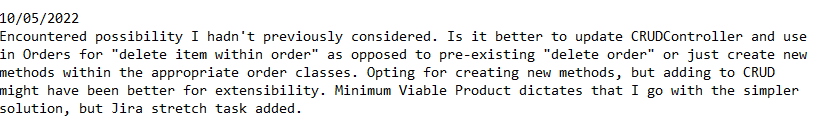 10/05/2022
Encountered possibility I hadn't previously considered. Is it better to update CRUDController and use
in Orders for "delete item within order" as opposed to pre-existing "delete order" or just create new
methods within the appropriate order classes. Opting for creating new methods, but adding to CRUD
might have been better for extensibility. Minimum Viable Product dictates that I go with the simpler
solution, but Jira stretch task added.